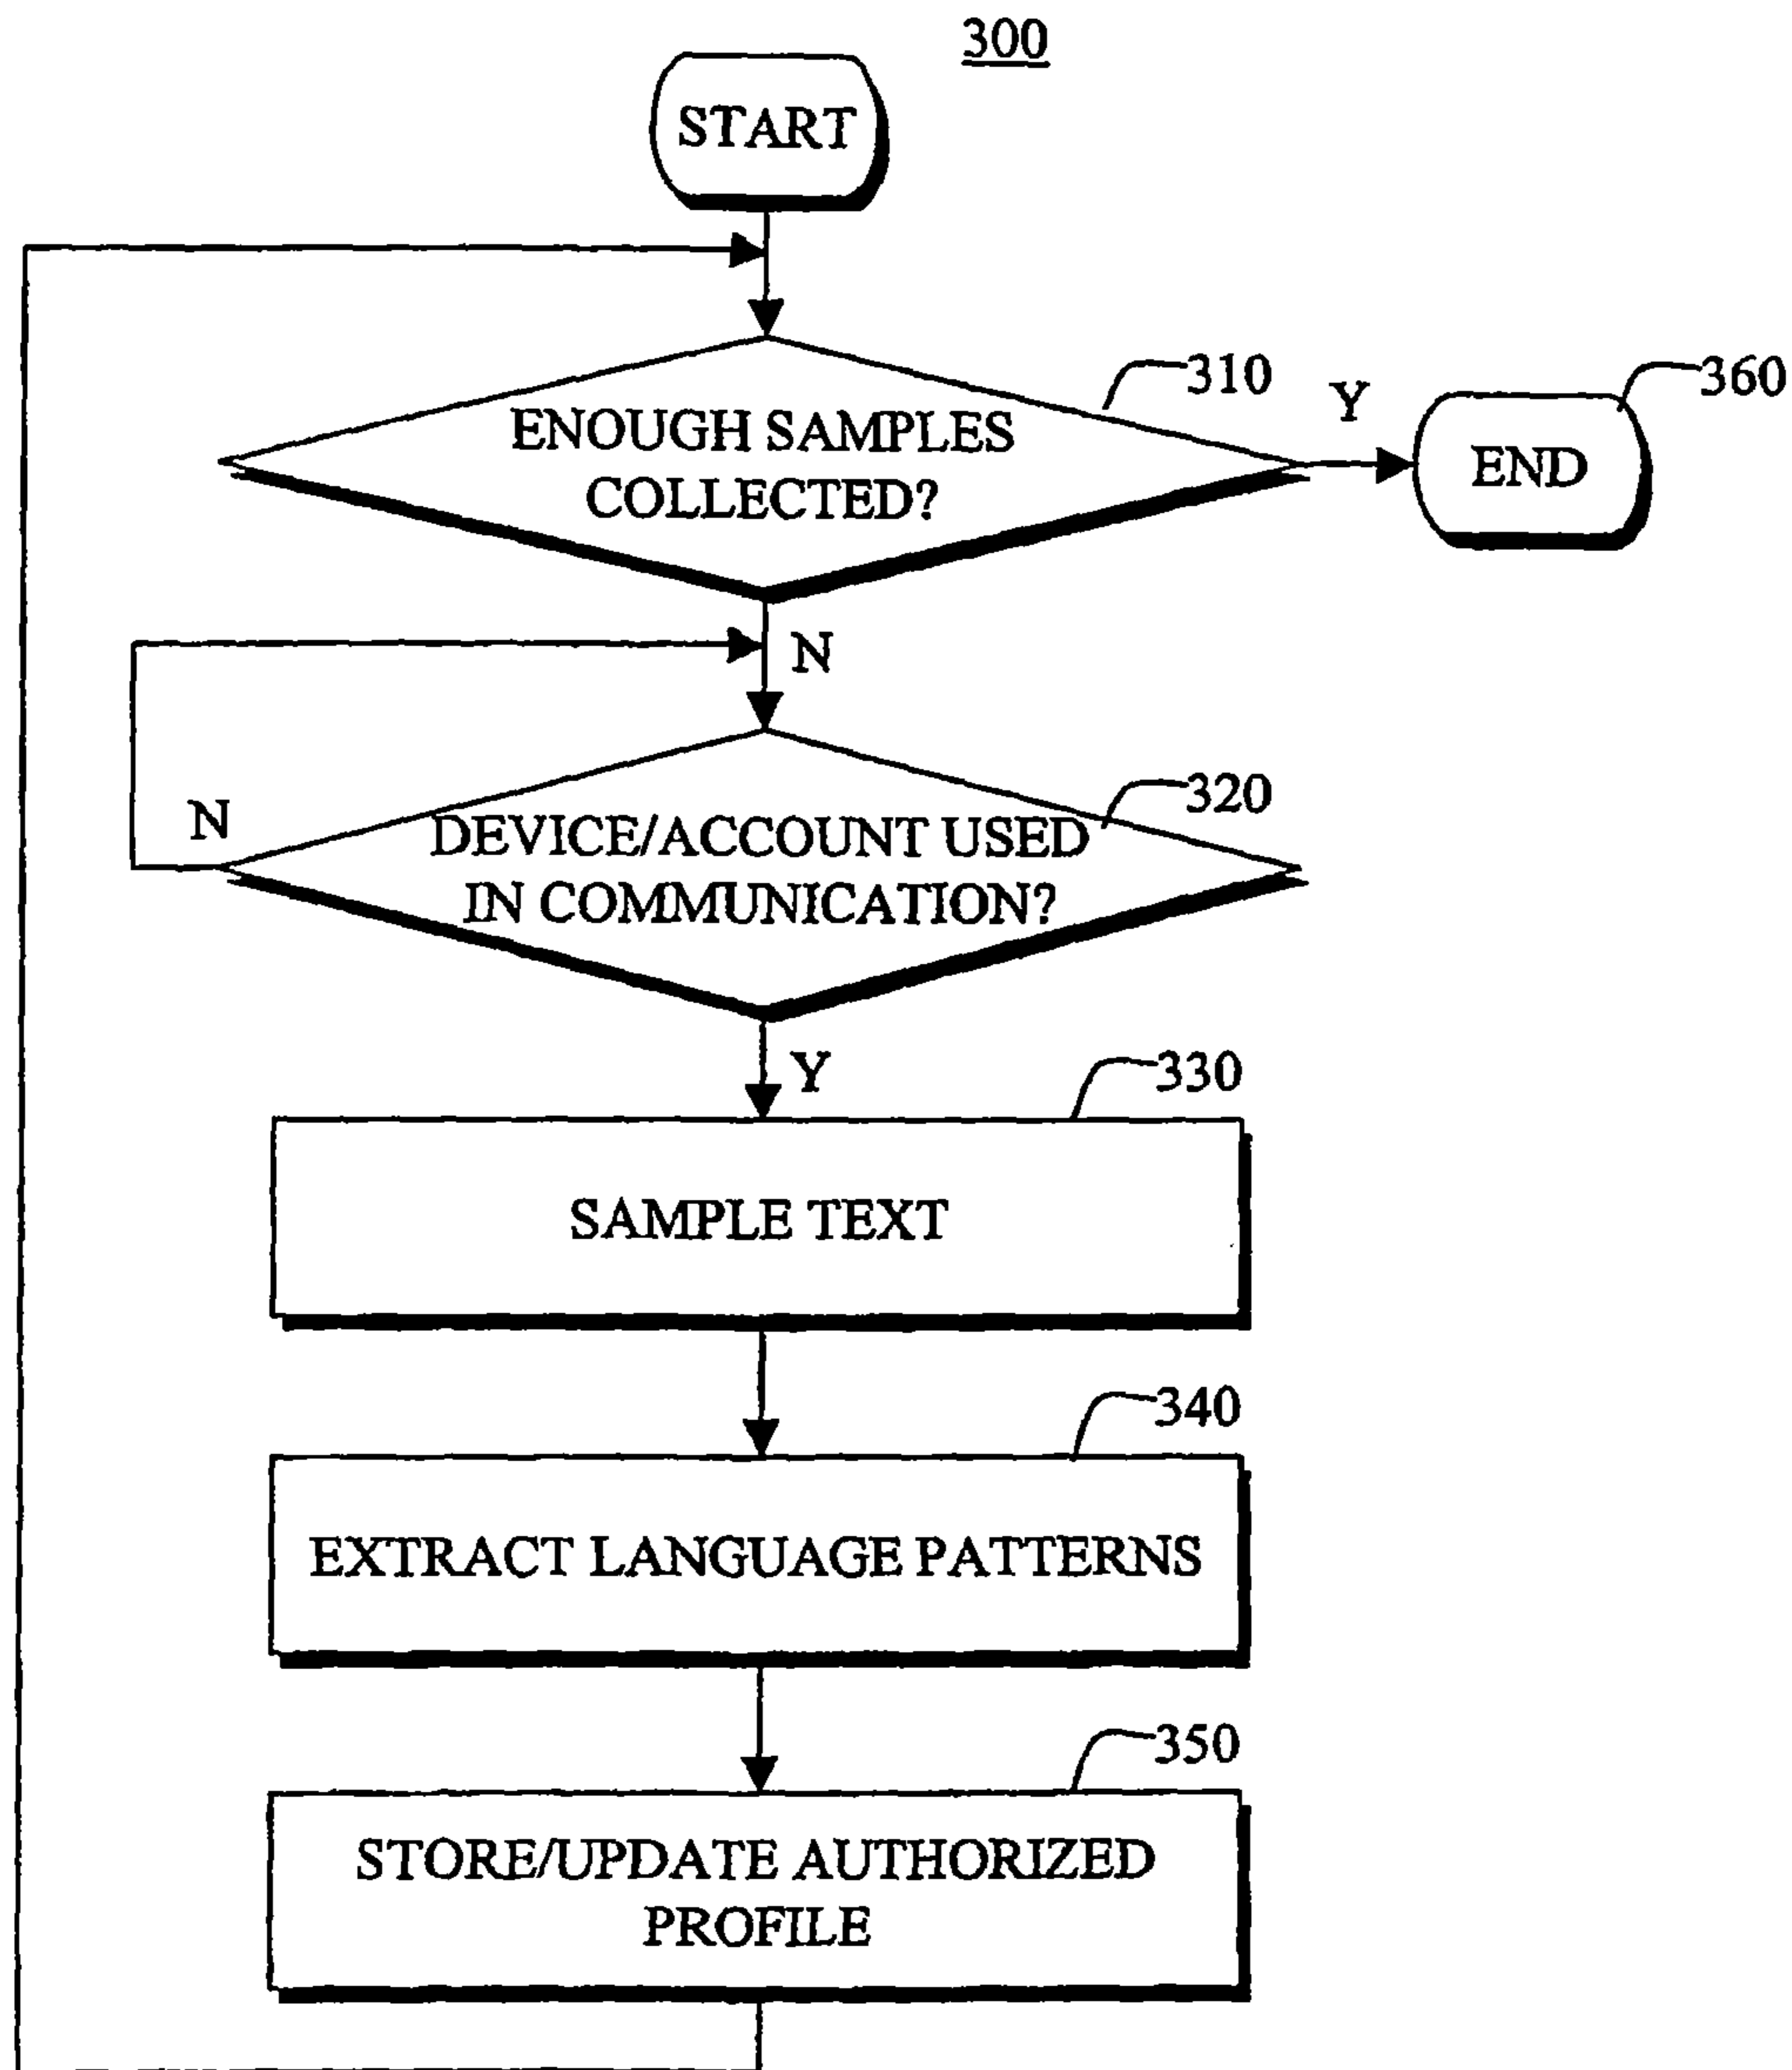 300
START
310
Y
360
ENOUGH SAMPLES
COLLECTED?
END
N
320
N
DEVICE/ACCOUNT USED
IN COMMUNICATION?
Y
330
SAMPLE TEXT
340
EXTRACT LANGUAGE PATTERNS
350
STORE/UPDATE AUTHORIZED
PROFILE